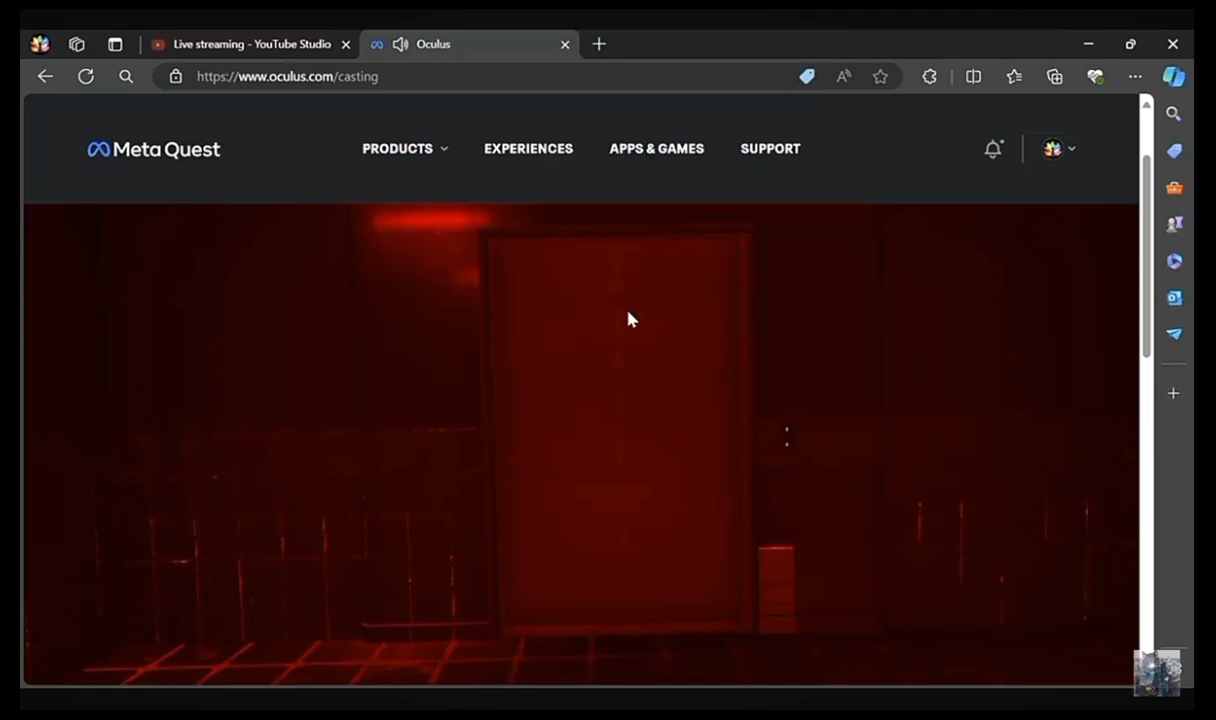 Live streaming - YouTube Studio
Oculus
https://www.oculus.com/casting
Meta Quest
PRODUCTS
EXPERIENCES
APPS & GAMES
SUPPORT